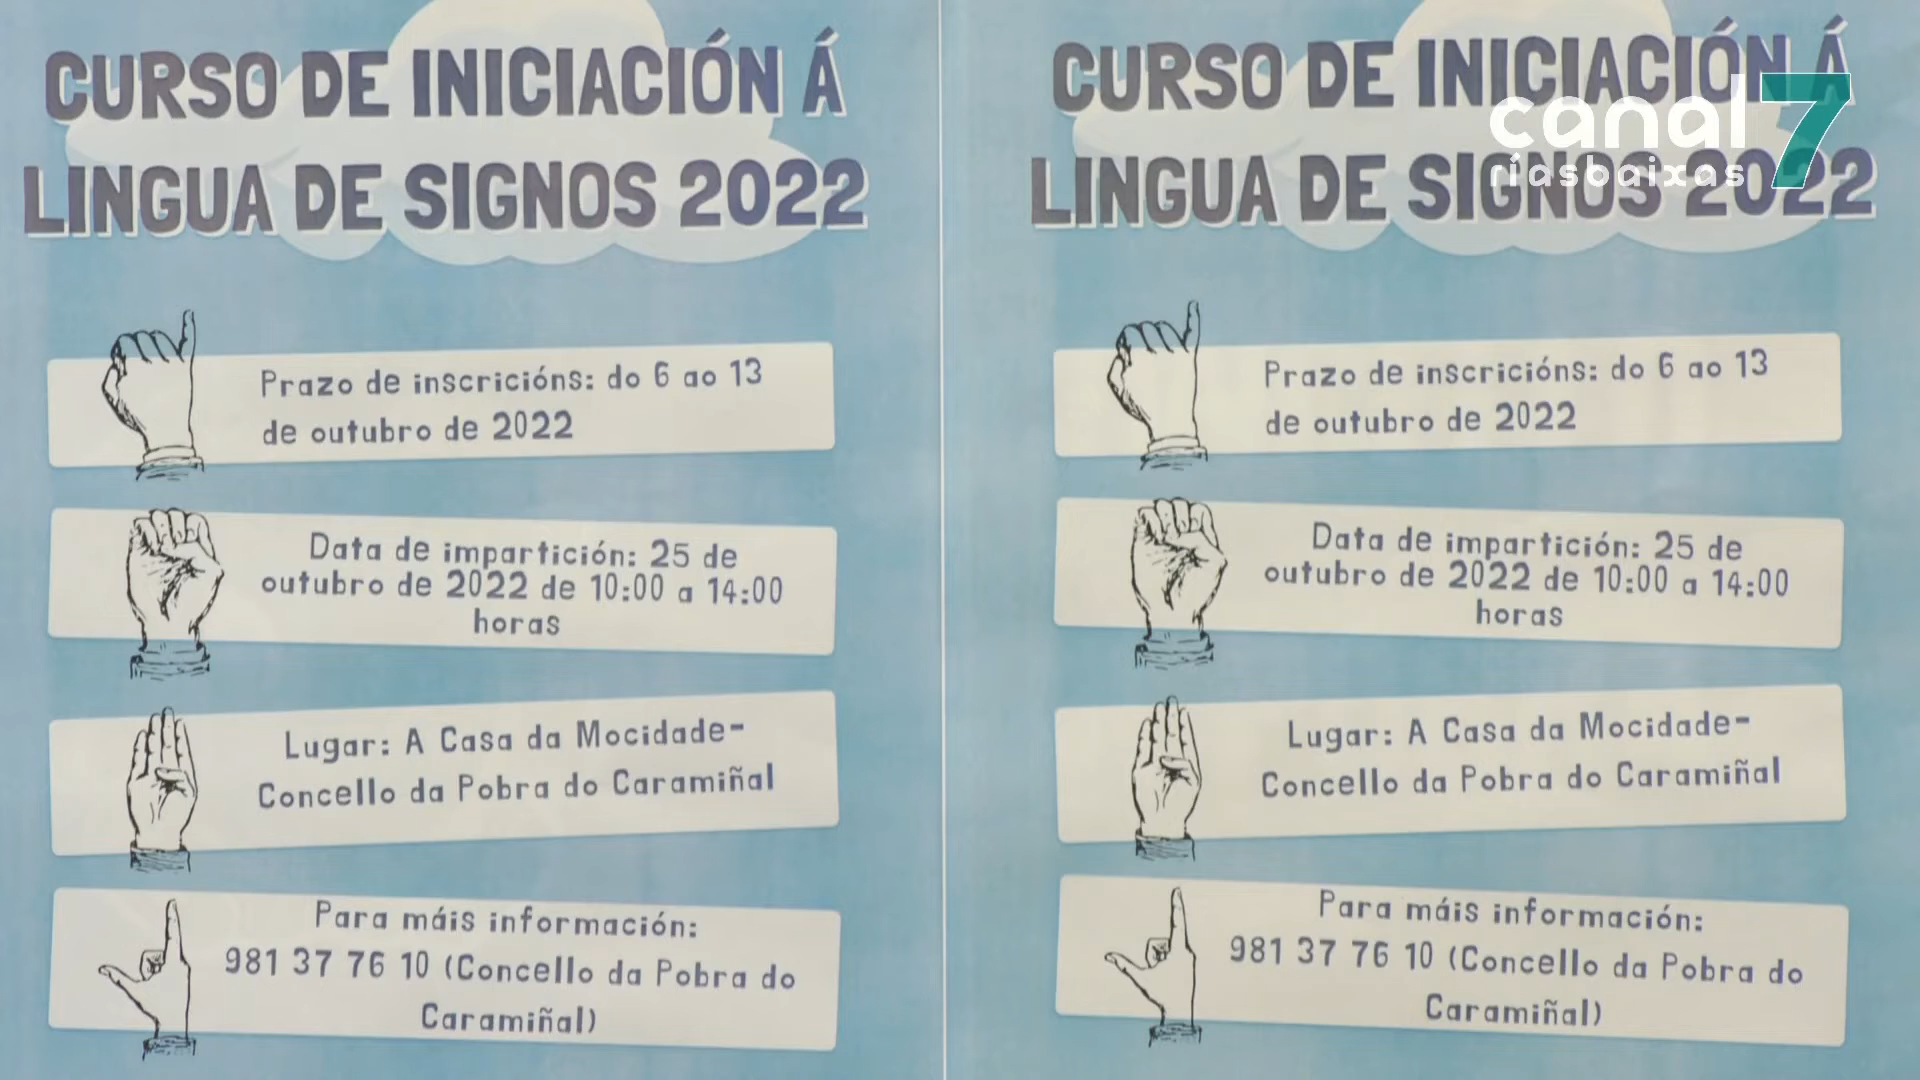 CURSO DE INICIACIÓN Á
LINGUA DE SIGNOS 2022
Prazo de inscricións: do 6 ao 13
de outubro de 2022
Data de impartición: 25 de
outubro de 2022 de 10:00 a 14:00
horas
Lugar: A Casa da Mocidade-
Concello da Pobra do Caramiñal
Para máis información:
981 37 76 10 (Concello da Pobra do
Caramiñal)
CURSO DE INICIACIÓN Á
LINGUA DE SIGNOS 2022
Prazo de inscricións: do 6 ao 13
de outubro de 2022
Data de impartición: 25 de
outubro de 2022 de 10:00 a 14:00
horas
Lugar: A Casa da Mocidade-
Concello da Pobra do Caramiñal
Para máis información:
981 37 76 10 (Concello da Pobra do
Caramiñal)
canal 7
ríasbaixas